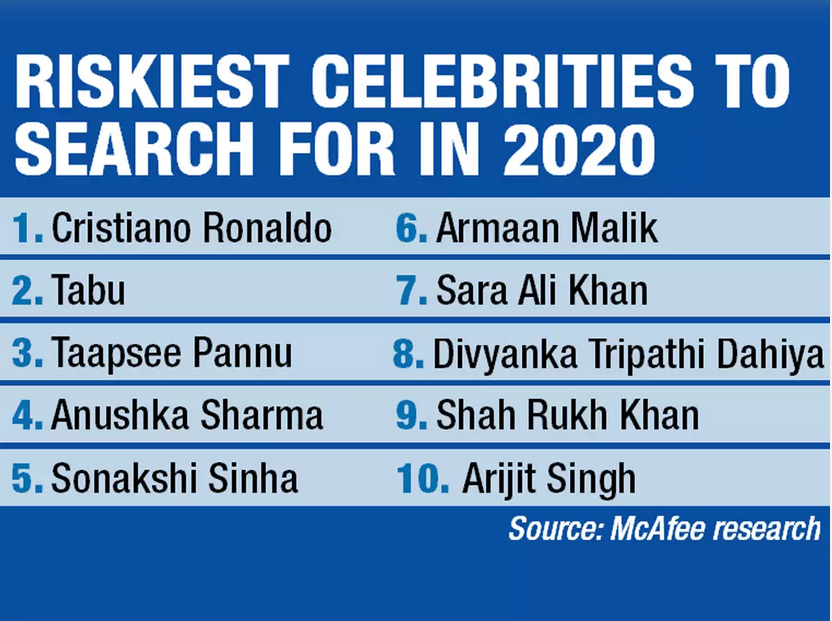 RISKIEST CELEBRITIES TO
SEARCH FOR IN 2020
1. Cristiano Ronaldo
2. Tabu
3. Taapsee Pannu
4. Anushka Sharma
5. Sonakshi Sinha
6. Armaan Malik
7. Sara Ali Khan
8. Divyanka Tripathi Dahiya
9. Shah Rukh Khan
10. Arijit Singh
Source: McAfee research